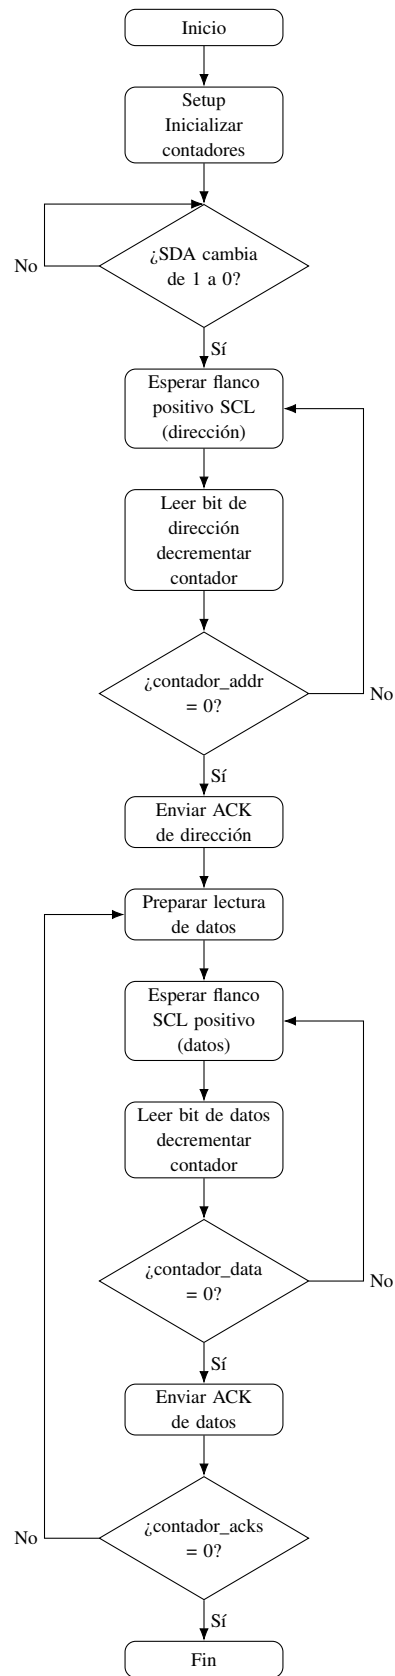 Inicio
Setup
Inicializar
contadores
¿SDA cambia
de 1 a 0?
No
Sí
Esperar flanco
positivo SCL
(dirección)
Leer bit de
dirección
decrementar
contador
¿contador_addr
= 0?
No
Sí
Enviar ACK
de dirección
Preparar lectura
de datos
Esperar flanco
SCL positivo
(datos)
Leer bit de datos
decrementar
contador
¿contador_data
= 0?
No
Sí
Enviar ACK
de datos
¿contador_acks
= 0?
No
Sí
Fin